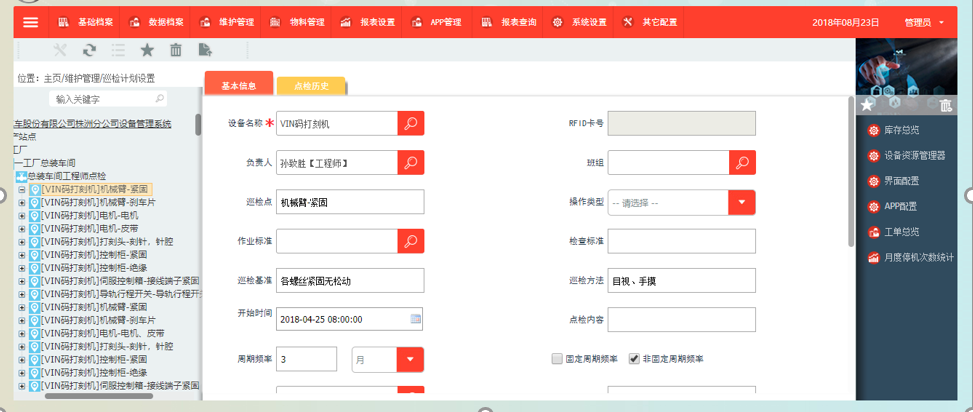 基础档案 数据档案 维护管理 物料管理 报表设置 APP管理 报表查询 系统设置 其它配置 2018年08月23日 管理员
位置：主页/维护管理/巡检计划设置
输入关键字
车股份有限公司株洲分公司设备管理系统
产站点
工厂
一工厂总装车间
总装车间工程师点检
[VIN码打刻机]机械臂-紧固
[VIN码打刻机]机械臂-刹车片
[VIN码打刻机]电机-电机
[VIN码打刻机]电机-皮带
[VIN码打刻机]打刻头-刻针，针腔
[VIN码打刻机]控制柜-紧固
[VIN码打刻机]控制柜-绝缘
[VIN码打刻机]伺服控制箱-接线端子紧固
[VIN码打刻机]导轨行程开关-导轨行程开
[VIN码打刻机]机械臂-紧固
[VIN码打刻机]机械臂-刹车片
[VIN码打刻机]电机-电机、皮带
[VIN码打刻机]打刻头-刻针，针腔
[VIN码打刻机]控制柜-紧固
[VIN码打刻机]控制柜-绝缘
[VIN码打刻机]伺服控制箱-接线端子紧固
基本信息 点检历史
设备名称 * VIN码打刻机 RFID卡号
负责人 孙致胜【工程师】 班组
巡检点 机械臂-紧固 操作类型 -- 请选择 --
作业标准 检查标准
巡检基准 各螺丝紧固无松动 巡检方法 目视、手摸
开始时间 2018-04-25 08:00:00 点检内容
周期频率 3 月 固定周期频率 非固定周期频率
库存总览
设备资源管理器
界面配置
APP配置
工单总览
月度停机次数统计